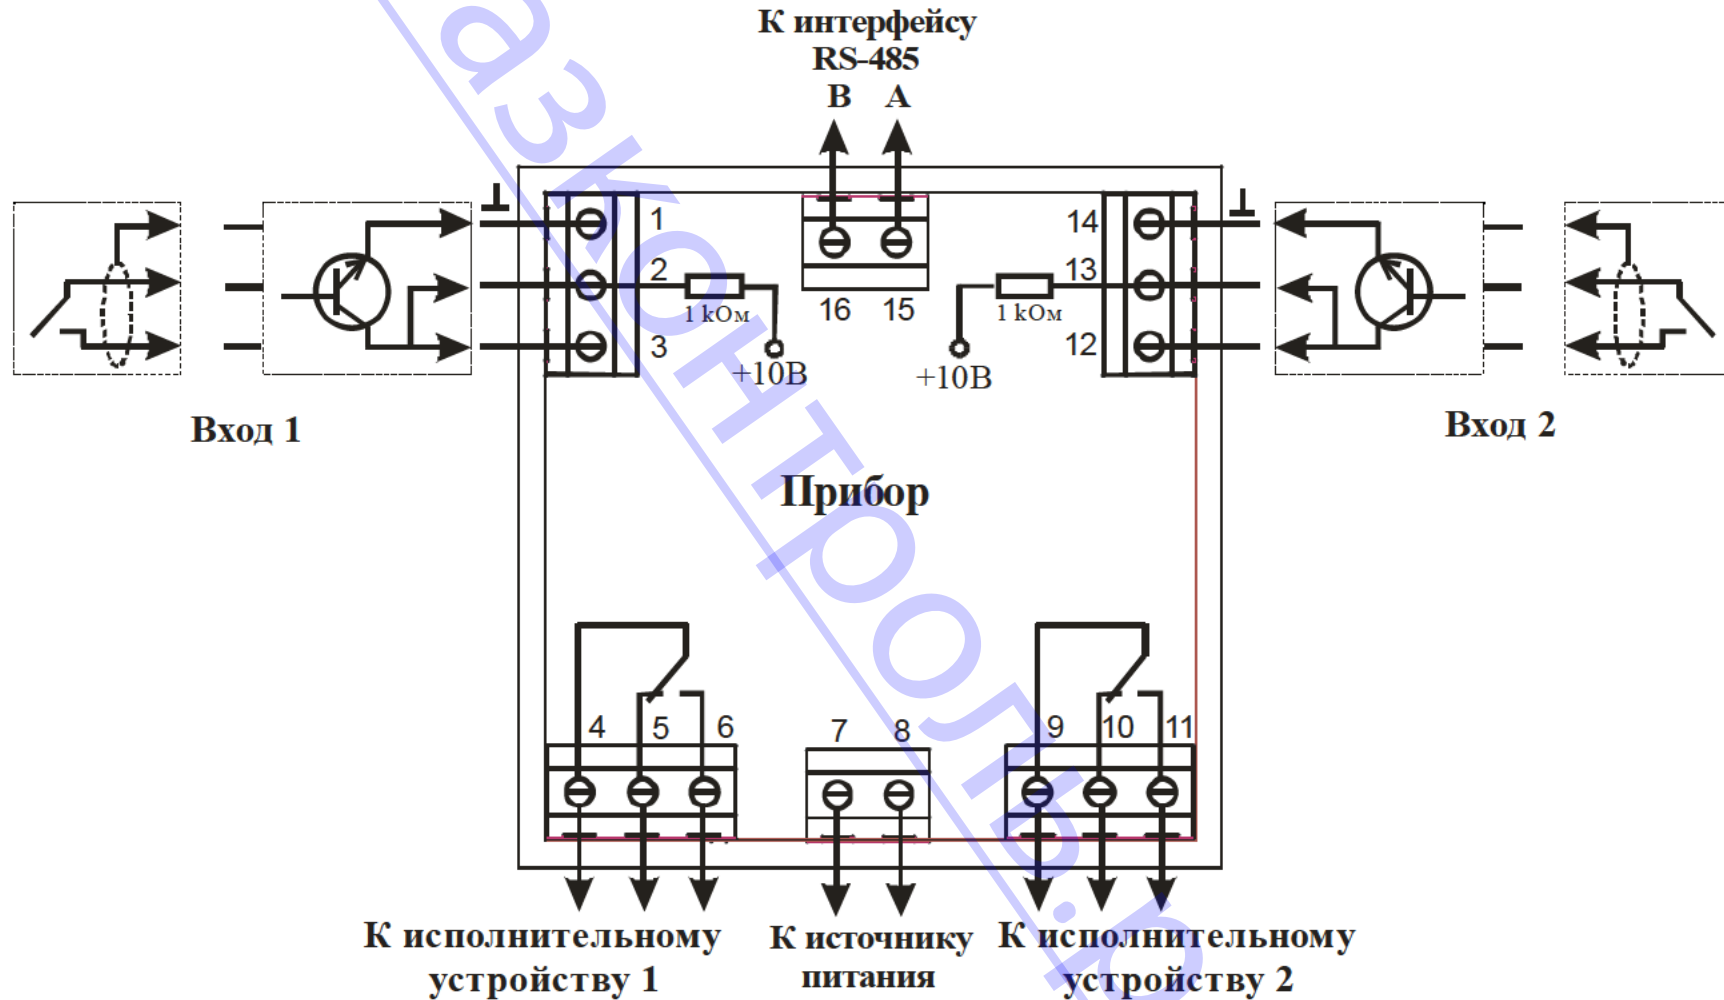 К интерфейсу
RS-485
В А
1 14
2 13
1 kОм 16 15 1 kОм
3 12
+10В +10В
Вход 1 Вход 2
Прибор
4 5 6 7 8 9 10 11
К исполнительному
устройству 1
К источнику
питания
К исполнительному
устройству 2
азконтроль.р